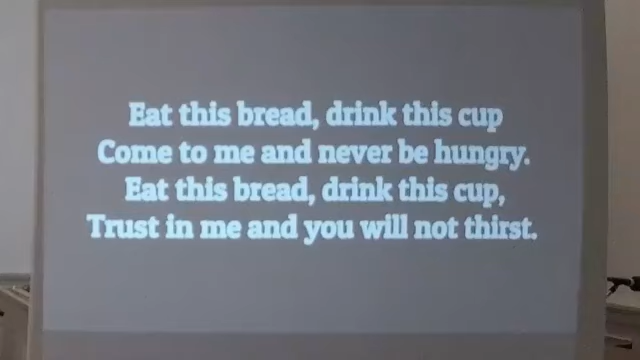 Eat this bread, drink this cup
Come to me and never be hungry.
Eat this bread, drink this cup,
Trust in me and you will not thirst.